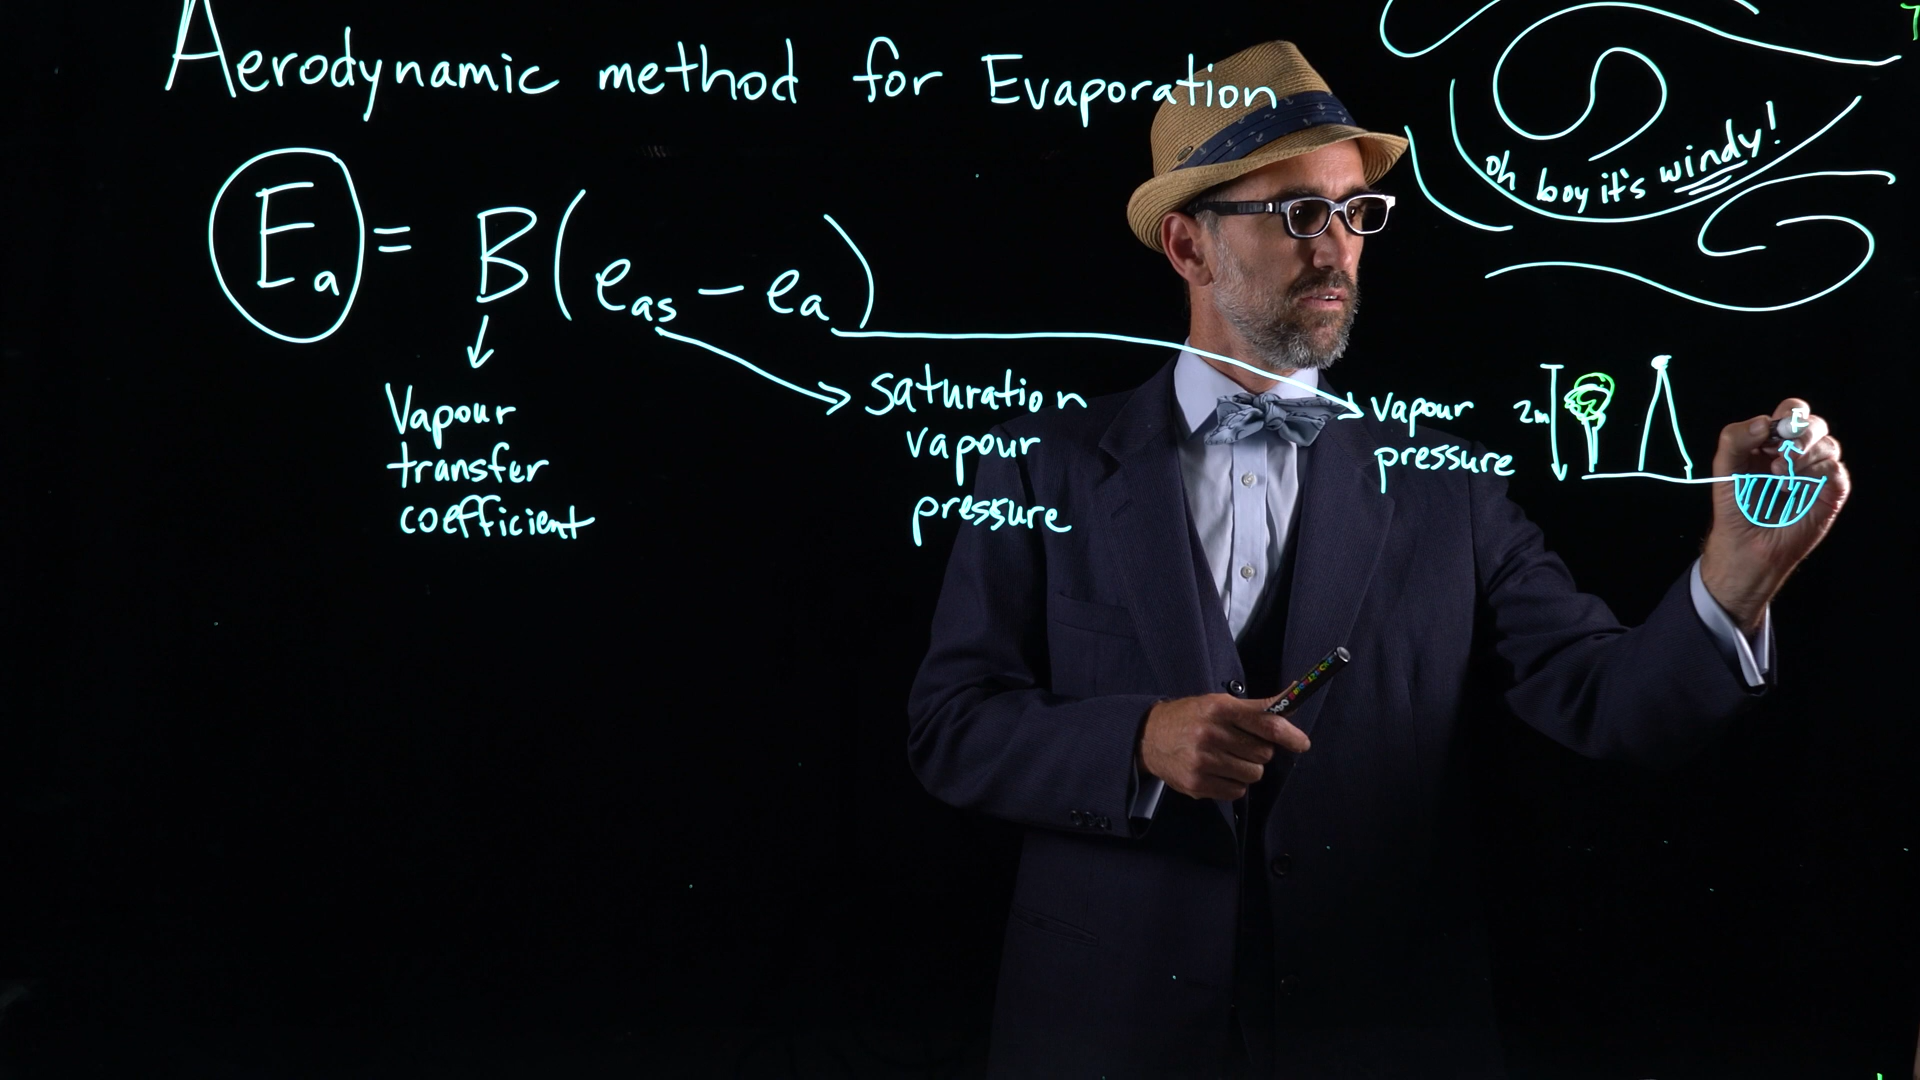 Aerodynamic method for Evaporation
oh boy it's windy!
Ea = B(eas - ea)
Vapour
transfer
coefficient
saturation
vapour
pressure
vapour
pressure
2m
E